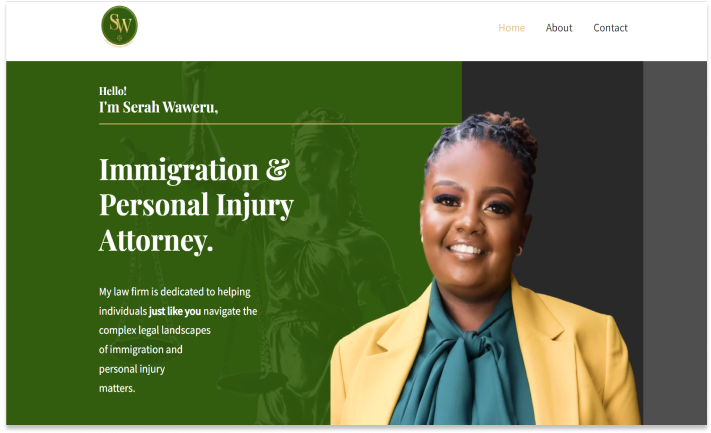 SW
Home About Contact
Hello!
I'm Serah Waweru,
Immigration &
Personal Injury
Attorney.
My law firm is dedicated to helping
individuals just like you navigate the
complex legal landscapes
of immigration and
personal injury
matters.